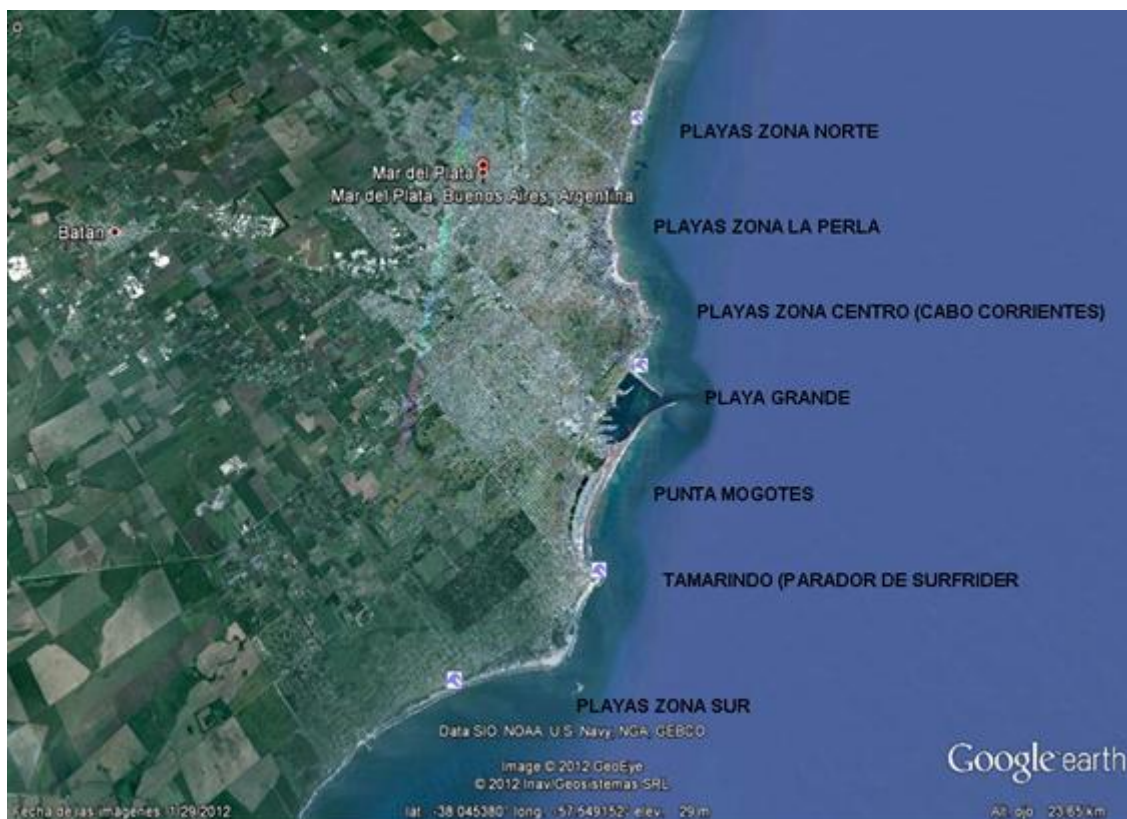 PLAYAS ZONA NORTE
Mar del Plata
Mar del Plata, Buenos Aires, Argentina
Batán
PLAYAS ZONA LA PERLA
PLAYAS ZONA CENTRO (CABO CORRIENTES)
PLAYA GRANDE
PUNTA MOGOTES
TAMARINDO (PARADOR DE SURFRIDER
PLAYAS ZONA SUR
Data SIO, NOAA, U.S. Navy, NGA, GEBCO
Image © 2012 GeoEye
© 2012 Inav/Geosistemas SRL
Google earth
Fecha de las imágenes: 1/29/2012
lat. -38.045380° long. -57.549152° elev. 29 m
Alt. ojo 23.65 km